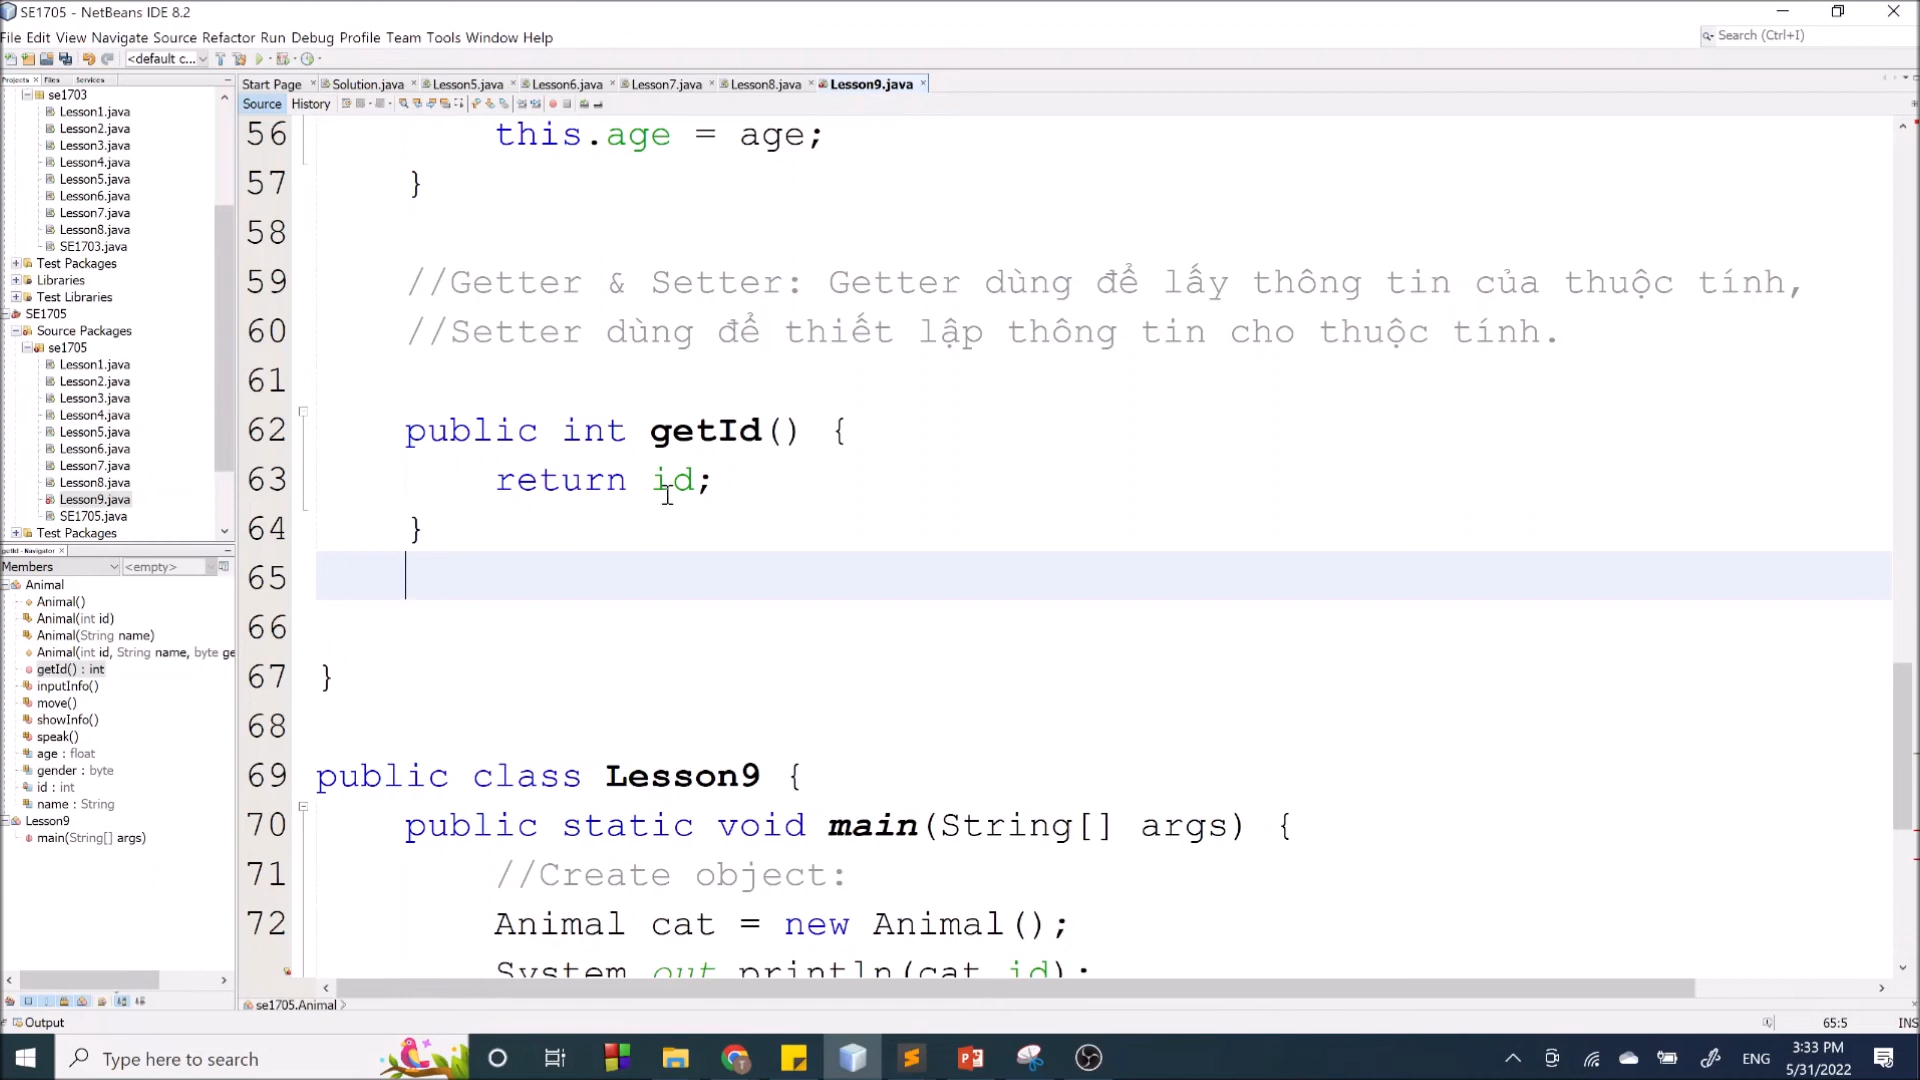 SE1705 - NetBeans IDE 8.2
File Edit View Navigate Source Refactor Run Debug Profile Team Tools Window Help
Search (Ctrl+I)
<default c...
Projects Files Services
Start Page Solution.java Lesson5.java Lesson6.java Lesson7.java Lesson8.java Lesson9.java
Source History
se1703
Lesson1.java
Lesson2.java
Lesson3.java
Lesson4.java
Lesson5.java
Lesson6.java
Lesson7.java
Lesson8.java
SE1703.java
Test Packages
Libraries
Test Libraries
SE1705
Source Packages
se1705
Lesson1.java
Lesson2.java
Lesson3.java
Lesson4.java
Lesson5.java
Lesson6.java
Lesson7.java
Lesson8.java
Lesson9.java
SE1705.java
Test Packages
getId - Navigator
Members <empty>
Animal
Animal()
Animal(int id)
Animal(String name)
Animal(int id, String name, byte ge
getId() : int
inputInfo()
move()
showInfo()
speak()
age : float
gender : byte
id : int
name : String
Lesson9
main(String[] args)
56 this.age = age;
57 }
58
59 //Getter & Setter: Getter dùng để lấy thông tin của thuộc tính,
60 //Setter dùng để thiết lập thông tin cho thuộc tính.
61
62 public int getId() {
63 return id;
64 }
65
66
67 }
68
69 public class Lesson9 {
70 public static void main(String[] args) {
71 //Create object:
72 Animal cat = new Animal();
System.out.println(cat.id);
se1705.Animal
Output
65:5 INS
Type here to search
ENG
3:33 PM
5/31/2022